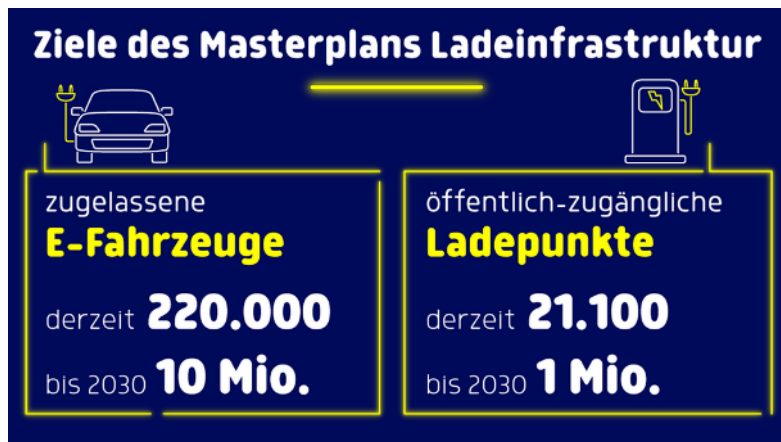 Ziele des Masterplans Ladeinfrastruktur
zugelassene
E-Fahrzeuge
derzeit 220.000
bis 2030 10 Mio.
öffentlich-zugängliche
Ladepunkte
derzeit 21.100
bis 2030 1 Mio.